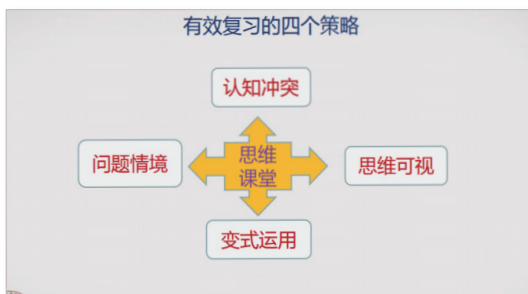 有效复习的四个策略
认知冲突
问题情境
思维
课堂
思维可视
变式运用